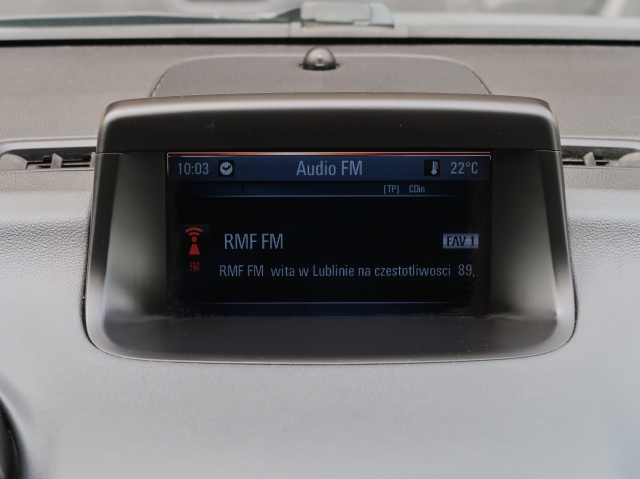 10:03 Audio FM 22°C
[TP] CDin
RMF FM FAV 1
FM RMF FM wita w Lublinie na czestotliwosci 89,